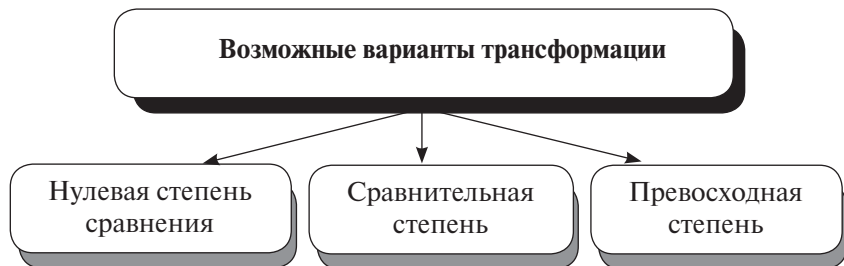 Возможные варианты трансформации
Нулевая степень
сравнения
Сравнительная
степень
Превосходная
степень